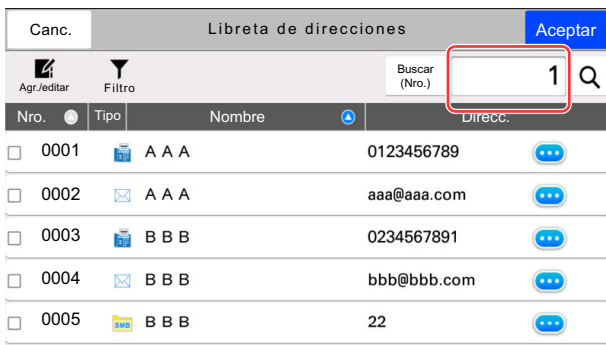 Canc. Libreta de direcciones Aceptar
Agr./editar Filtro Buscar (Nro.) 1
Nro. Tipo Nombre Direcc.
0001 A A A 0123456789
0002 A A A aaa@aaa.com
0003 B B B 0234567891
0004 B B B bbb@bbb.com
0005 SMB B B B 22